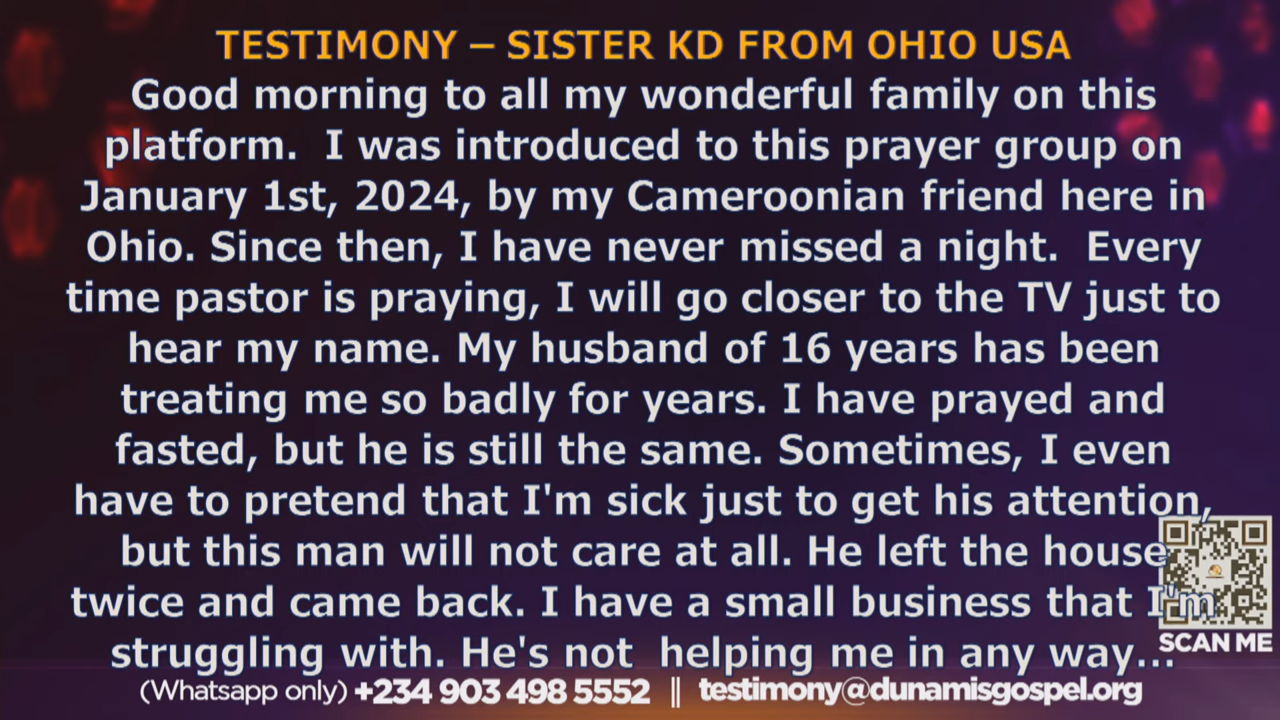 TESTIMONY – SISTER KD FROM OHIO USA
Good morning to all my wonderful family on this
platform.  I was introduced to this prayer group on
January 1st, 2024, by my Cameroonian friend here in
Ohio. Since then, I have never missed a night.  Every
time pastor is praying, I will go closer to the TV just to
hear my name. My husband of 16 years has been
treating me so badly for years. I have prayed and
fasted, but he is still the same. Sometimes, I even
have to pretend that I'm sick just to get his attention,
but this man will not care at all. He left the house
twice and came back. I have a small business that I'm
struggling with. He's not  helping me in any way...
SCAN ME
(Whatsapp only) +234 903 498 5552 || testimony@dunamisgospel.org